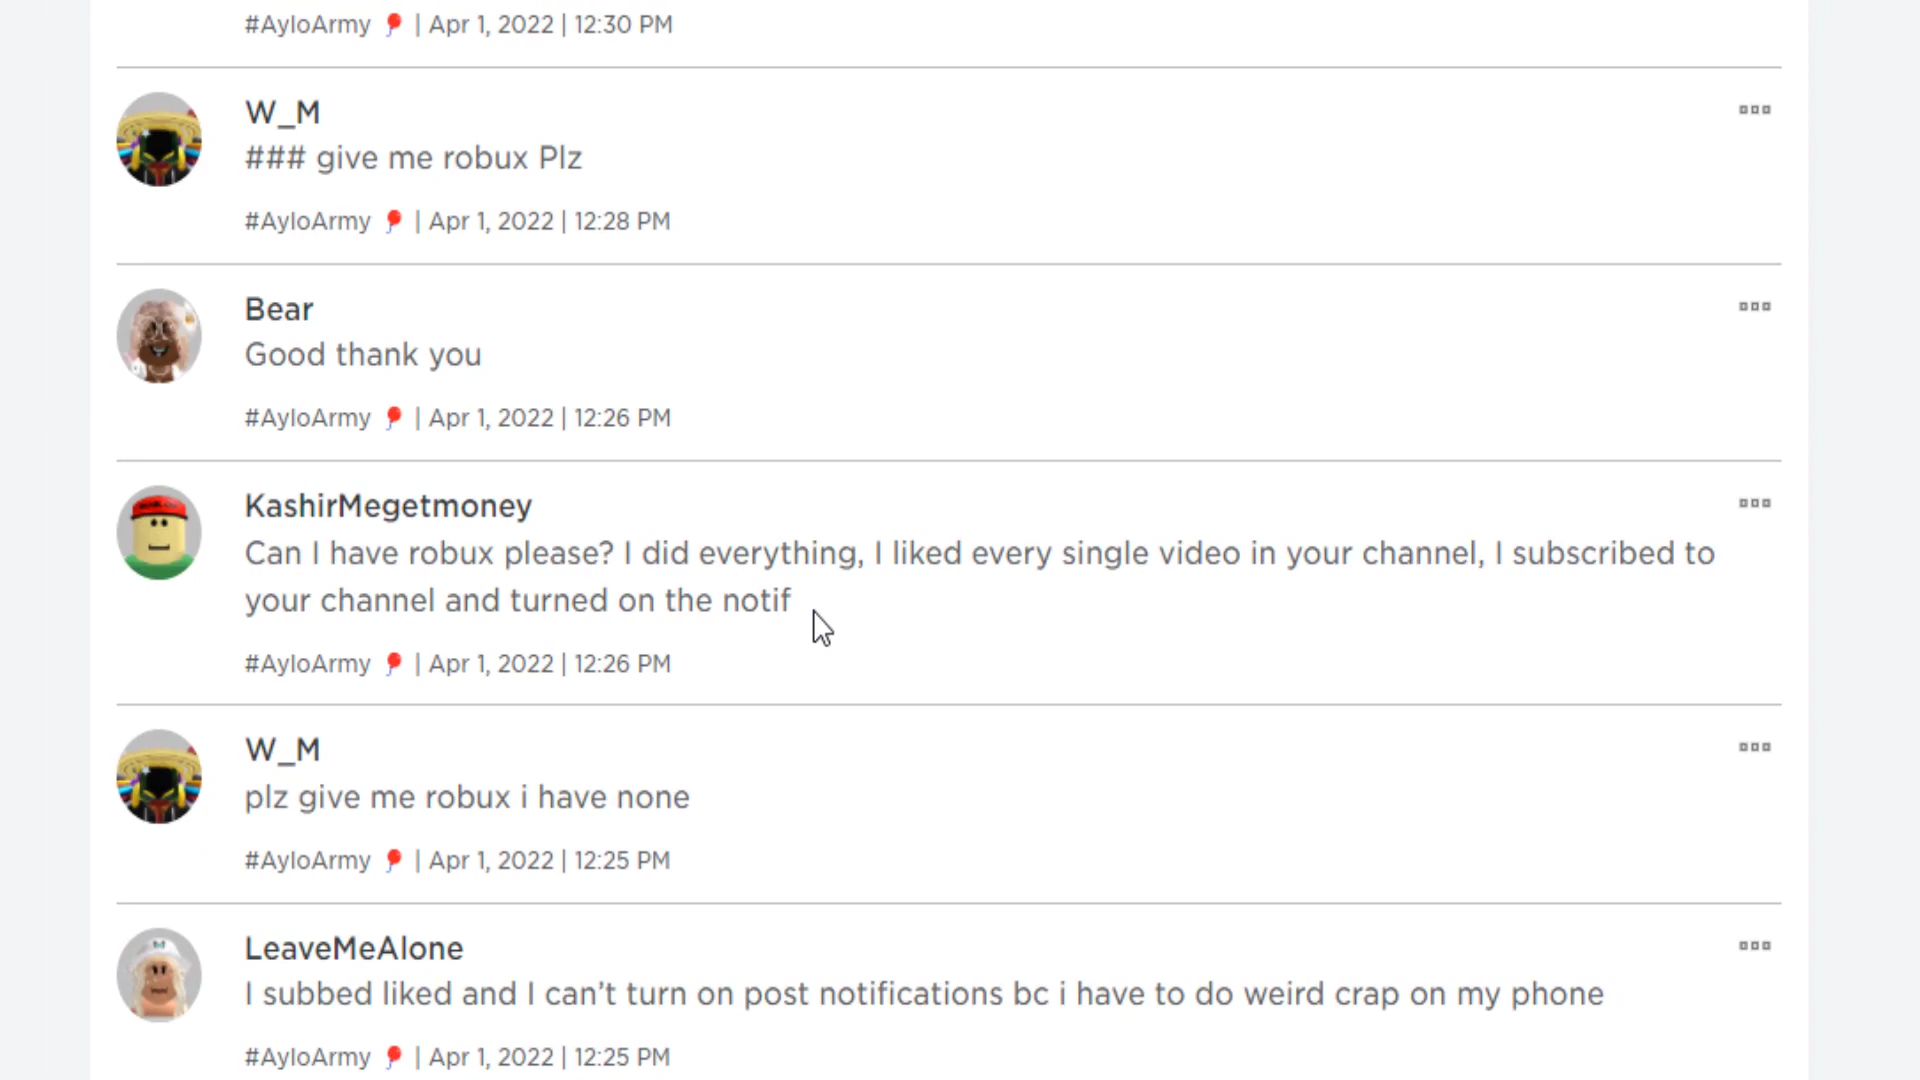 #AyloArmy 🎈 | Apr 1, 2022 | 12:30 PM
W_M
### give me robux Plz
#AyloArmy 🎈 | Apr 1, 2022 | 12:28 PM
Bear
Good thank you
#AyloArmy 🎈 | Apr 1, 2022 | 12:26 PM
KashirMegetmoney
Can I have robux please? I did everything, I liked every single video in your channel, I subscribed to
your channel and turned on the notif
#AyloArmy 🎈 | Apr 1, 2022 | 12:26 PM
W_M
plz give me robux i have none
#AyloArmy 🎈 | Apr 1, 2022 | 12:25 PM
LeaveMeAlone
I subbed liked and I can’t turn on post notifications bc i have to do weird crap on my phone
#AyloArmy 🎈 | Apr 1, 2022 | 12:25 PM